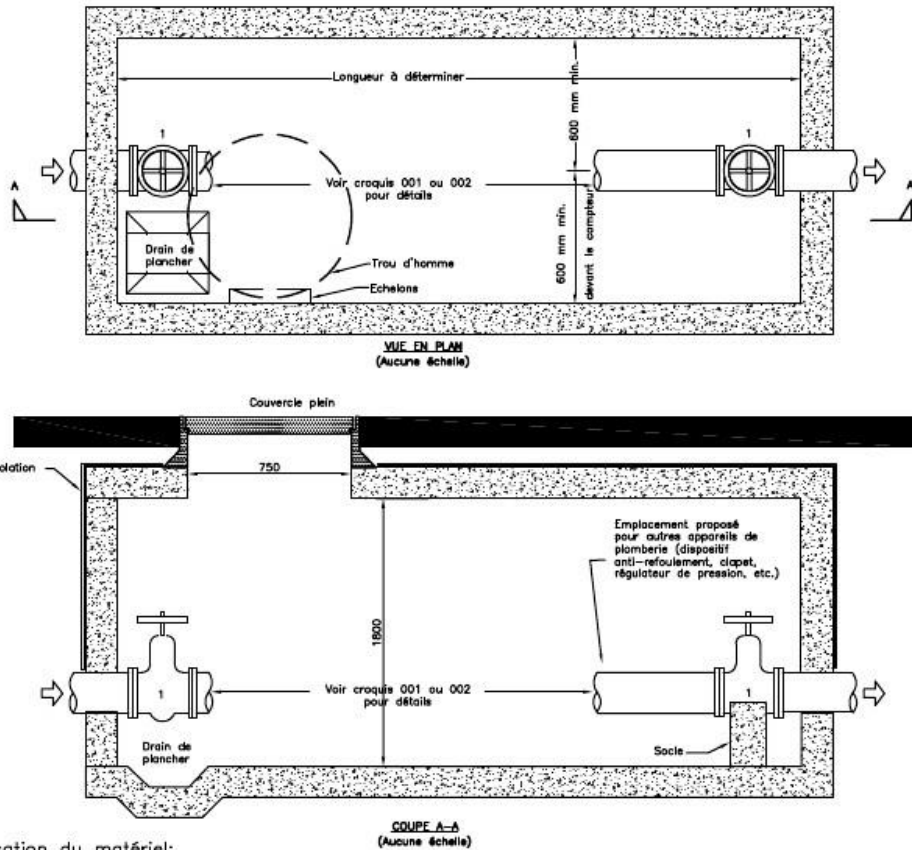 Longueur à déterminer
600 mm min.
1
1
A
A
Voir croquis 001 ou 002
pour détails
600 mm min.
devant le compteur
Drain de
plancher
Trou d'homme
Echelons
VUE EN PLAN
(Aucune échelle)
Couvercle plein
olation
750
Emplacement proposé
pour autres appareils de
plomberie (dispositif
anti-refoulement, clapet,
régulateur de pression, etc.)
1800
1
1
Voir croquis 001 ou 002
pour détails
Drain de
plancher
Socle
COUPE A-A
(Aucune échelle)
cation du matériel: